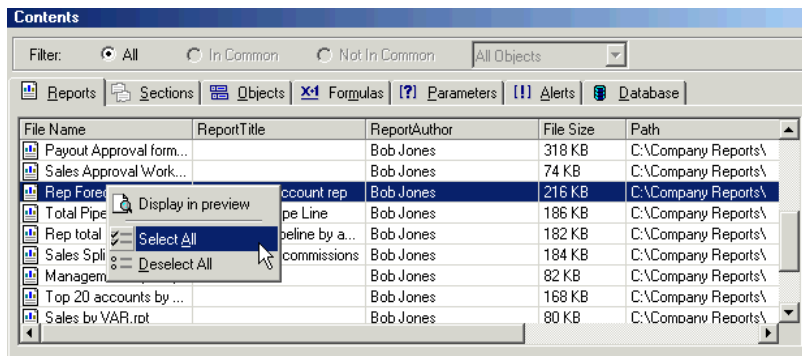 Contents
Filter: All In Common Not In Common All Objects
Reports Sections Objects X+1 Formulas [?] Parameters [!] Alerts Database
File Name ReportTitle ReportAuthor File Size Path
Payout Approval form... Bob Jones 318 KB C:\Company Reports\
Sales Approval Work... Bob Jones 74 KB C:\Company Reports\
Rep Forec ccount rep Bob Jones 216 KB C:\Company Reports\
Display in preview
Total Pipe pe Line Bob Jones 186 KB C:\Company Reports\
Rep total peline by a... Bob Jones 182 KB C:\Company Reports\
Select All
Sales Spli commissions Bob Jones 184 KB C:\Company Reports\
Deselect All
Managem Bob Jones 82 KB C:\Company Reports\
Top 20 accounts by ... Bob Jones 168 KB C:\Company Reports\
Sales by VAR.rpt Bob Jones 80 KB C:\Company Reports\